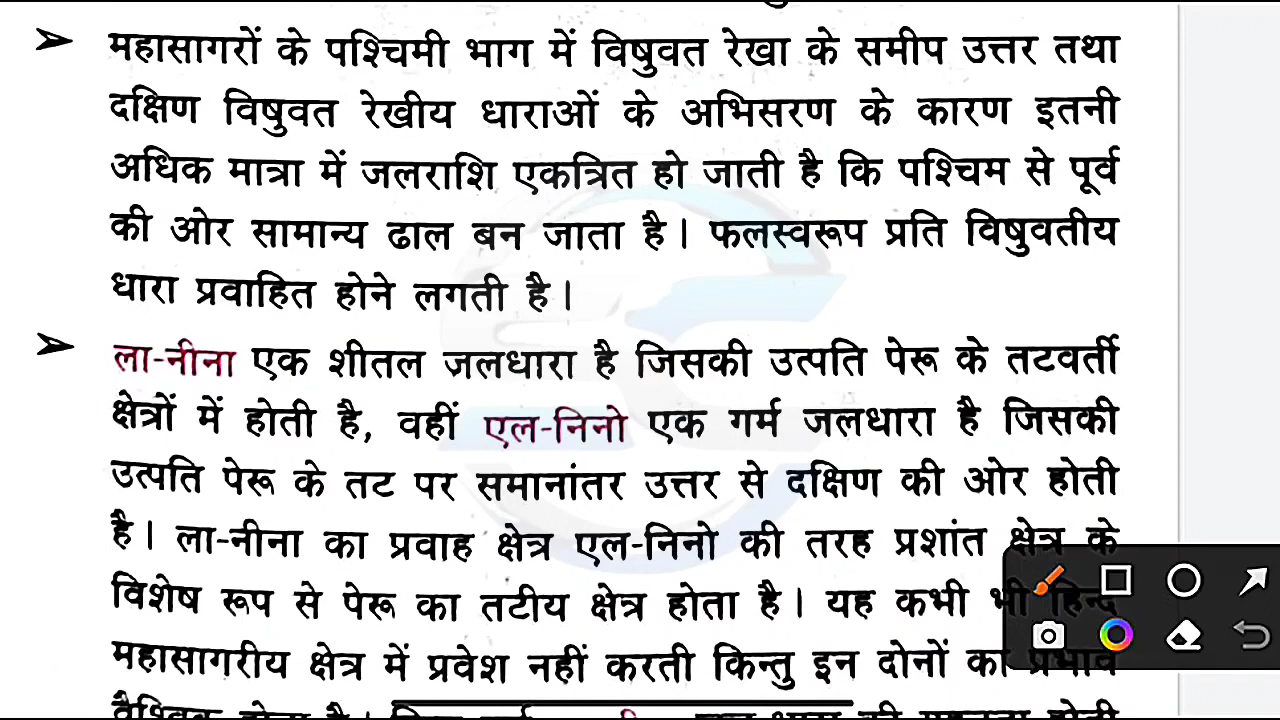 ➤ महासागरों के पश्चिमी भाग में विषुवत रेखा के समीप उत्तर तथा
दक्षिण विषुवत रेखीय धाराओं के अभिसरण के कारण इतनी
अधिक मात्रा में जलराशि एकत्रित हो जाती है कि पश्चिम से पूर्व
की ओर सामान्य ढाल बन जाता है। फलस्वरूप प्रति विषुवतीय
धारा प्रवाहित होने लगती है।
➤ ला-नीना एक शीतल जलधारा है जिसकी उत्पति पेरू के तटवर्ती
क्षेत्रों में होती है, वहीं एल-निनो एक गर्म जलधारा है जिसकी
उत्पति पेरू के तट पर समानांतर उत्तर से दक्षिण की ओर होती
है। ला-नीना का प्रवाह क्षेत्र एल-निनो की तरह प्रशांत क्षेत्र के
विशेष रूप से पेरू का तटीय क्षेत्र होता है। यह कभी भी हिन्द
महासागरीय क्षेत्र में प्रवेश नहीं करती किन्तु इन दोनों का प्रभाव